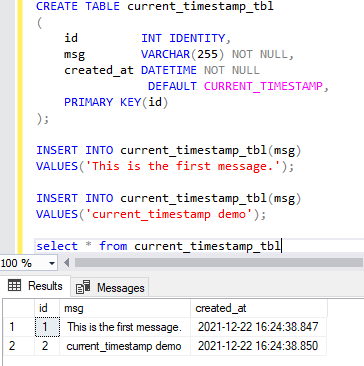 CREATE TABLE current_timestamp_tbl
(
id INT IDENTITY,
msg VARCHAR(255) NOT NULL,
created_at DATETIME NOT NULL
DEFAULT CURRENT_TIMESTAMP,
PRIMARY KEY(id)
);
INSERT INTO current_timestamp_tbl(msg)
VALUES('This is the first message.');
INSERT INTO current_timestamp_tbl(msg)
VALUES('current_timestamp demo');
select * from current_timestamp_tbl
100 %
Results Messages
id msg created_at
1 1 This is the first message. 2021-12-22 16:24:38.847
2 2 current_timestamp demo 2021-12-22 16:24:38.850